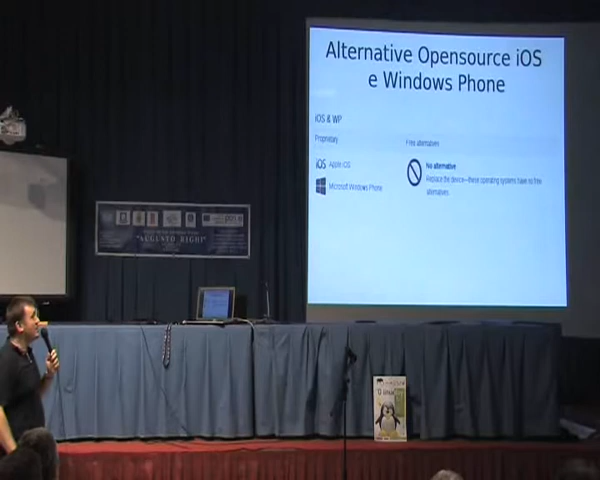 Alternative Opensource iOS
e Windows Phone
iOS & WP
Proprietary
Free alternatives
iOS Apple iOS
No alternative
Replace the device—these operating systems have no free
alternatives.
Microsoft Windows Phone
"AUGUSTO RIGHI"